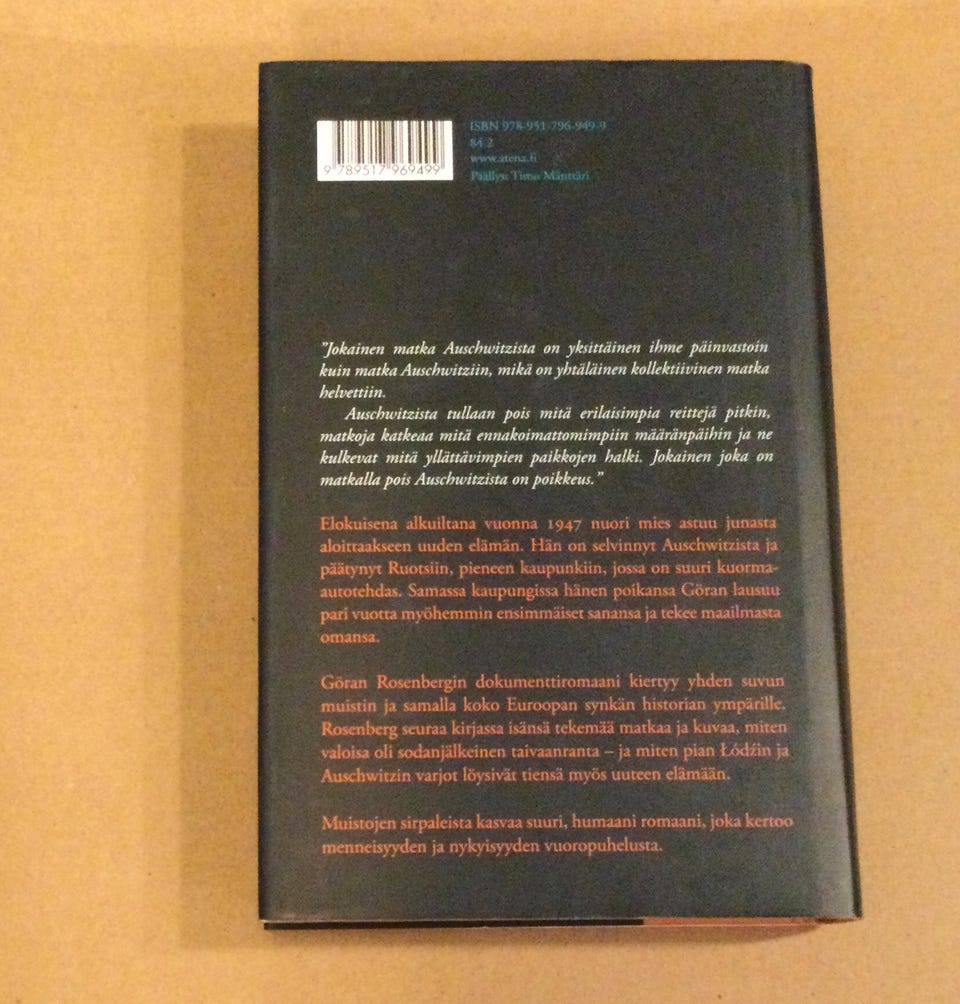 ISBN 978-951-796-949-9
84.2
www.atena.fi
Päällys: Timo Mänttäri
9 789517 969499
"Jokainen matka Auschwitzista on yksittäinen ihme päinvastoin
kuin matka Auschwitziin, mikä on yhtäläinen kollektiivinen matka
helvettiin.
Auschwitzista tullaan pois mitä erilaisimpia reittejä pitkin,
matkoja katkeaa mitä ennakoimattomimpiin määränpäihin ja ne
kulkevat mitä yllättävimpien paikkojen halki. Jokainen joka on
matkalla pois Auschwitzista on poikkeus."
Elokuisena alkuiltana vuonna 1947 nuori mies astuu junasta
aloittaakseen uuden elämän. Hän on selvinnyt Auschwitzista ja
päätynyt Ruotsiin, pieneen kaupunkiin, jossa on suuri kuorma-
autotehdas. Samassa kaupungissa hänen poikansa Göran lausuu
pari vuotta myöhemmin ensimmäiset sanansa ja tekee maailmasta
omansa.
Göran Rosenbergin dokumenttiromaani kiertyy yhden suvun
muistin ja samalla koko Euroopan synkän historian ympärille.
Rosenberg seuraa kirjassa isänsä tekemää matkaa ja kuvaa, miten
valoisa oli sodanjälkeinen taivaanranta – ja miten pian Łódźin ja
Auschwitzin varjot löysivät tiensä myös uuteen elämään.
Muistojen sirpaleista kasvaa suuri, humaani romaani, joka kertoo
menneisyyden ja nykyisyyden vuoropuhelusta.